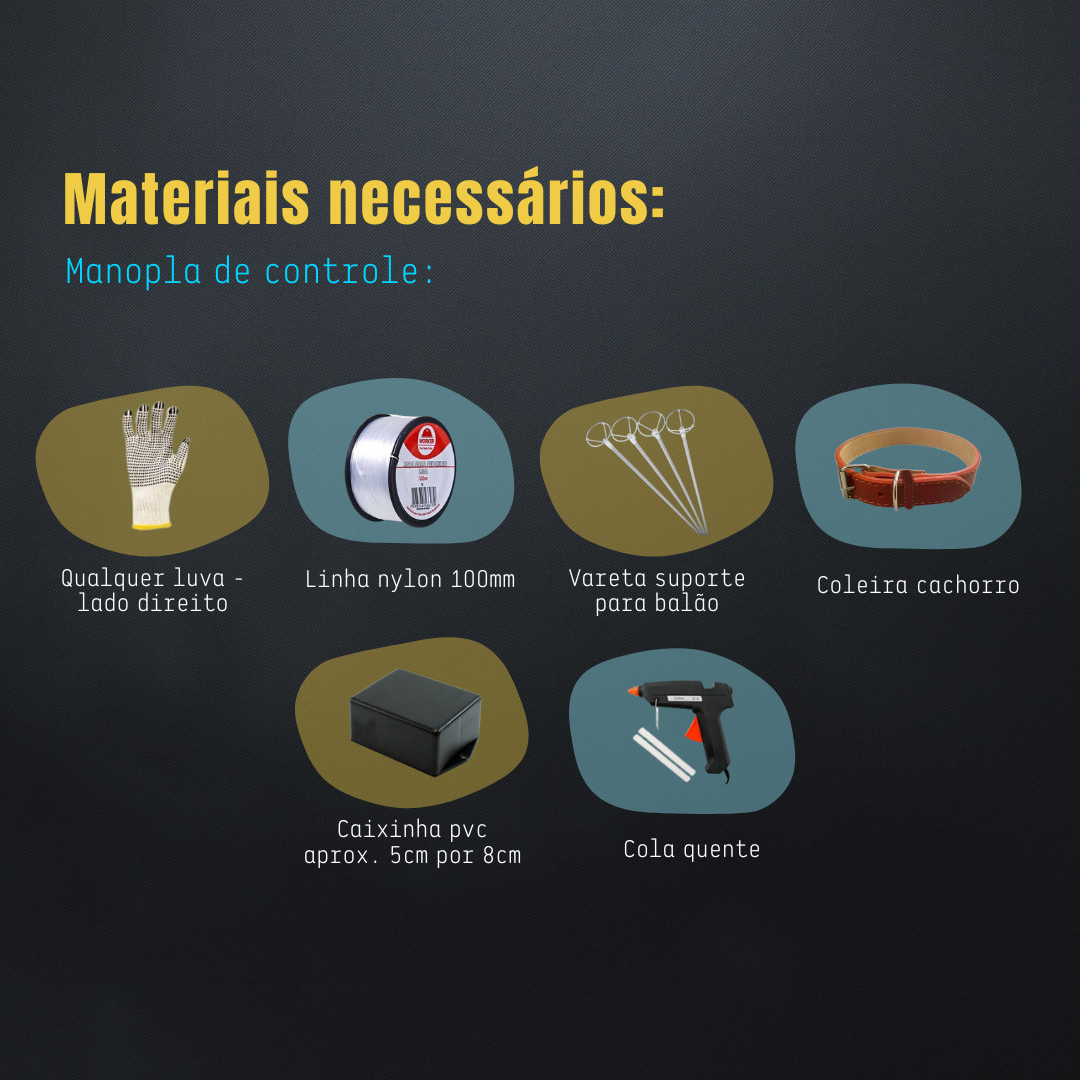 Materiais necessários:
Manopla de controle:
WORKER
Qualquer luva -
lado direito
Linha nylon 100mm
Vareta suporte
para balão
Coleira cachorro
Caixinha pvc
aprox. 5cm por 8cm
Cola quente